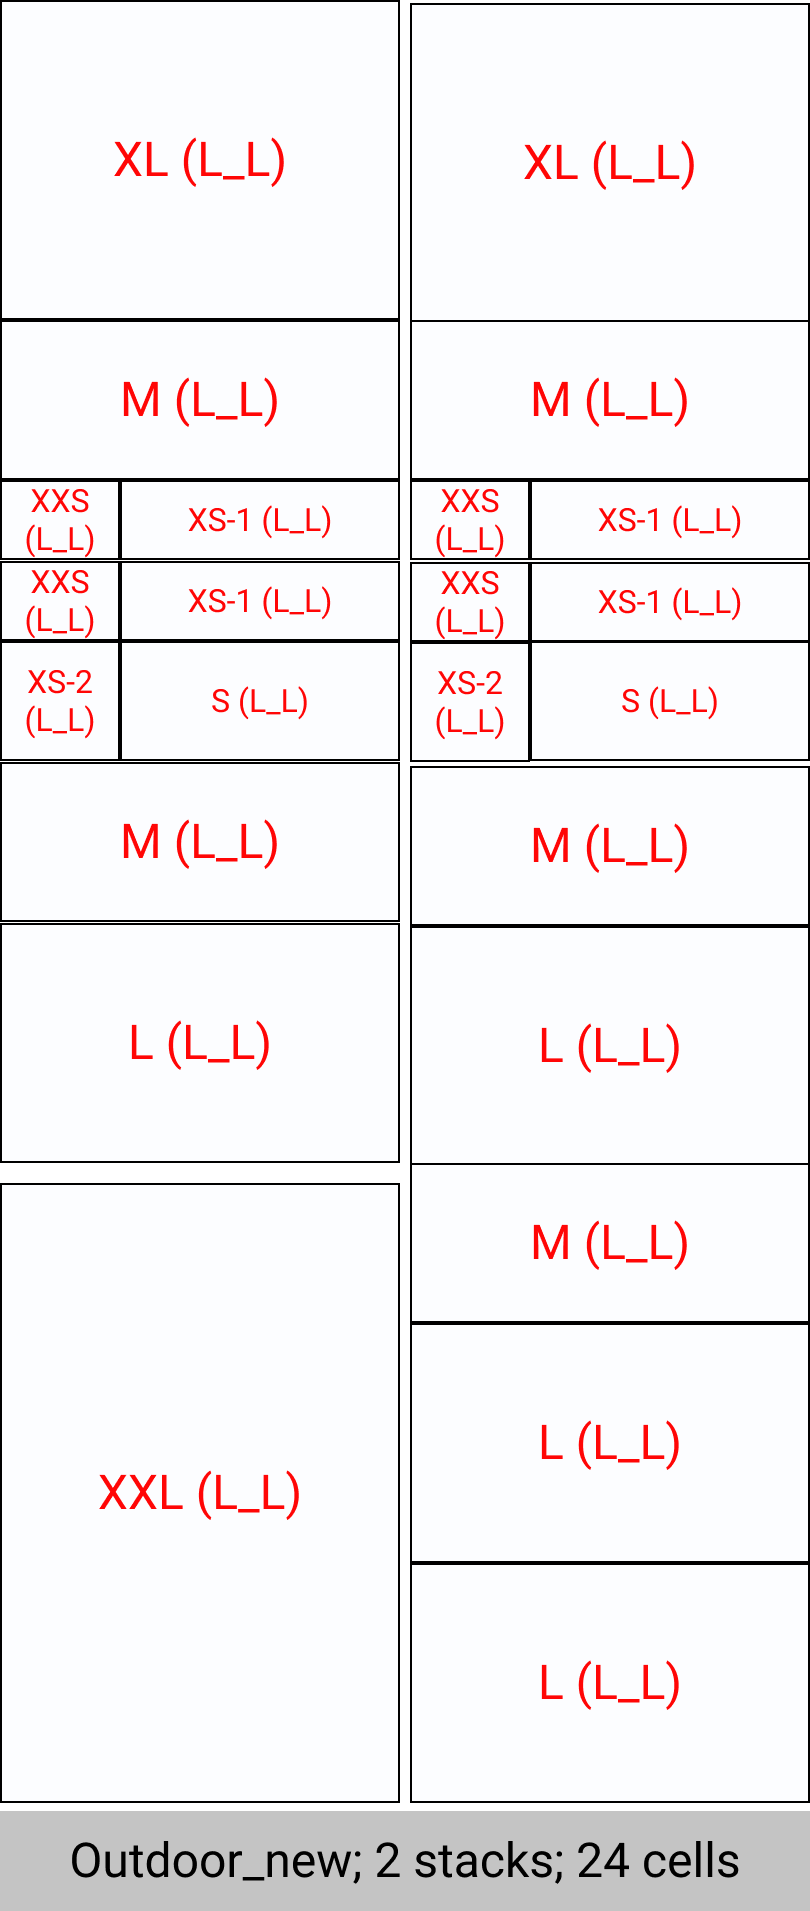 XL (L_L)
M (L_L)
XXS
(L_L)
XS-1 (L_L)
XXS
(L_L)
XS-1 (L_L)
XS-2
(L_L)
S (L_L)
M (L_L)
L (L_L)
XXL (L_L)
XL (L_L)
M (L_L)
XXS
(L_L)
XS-1 (L_L)
XXS
(L_L)
XS-1 (L_L)
XS-2
(L_L)
S (L_L)
M (L_L)
L (L_L)
M (L_L)
L (L_L)
L (L_L)
Outdoor_new; 2 stacks; 24 cells